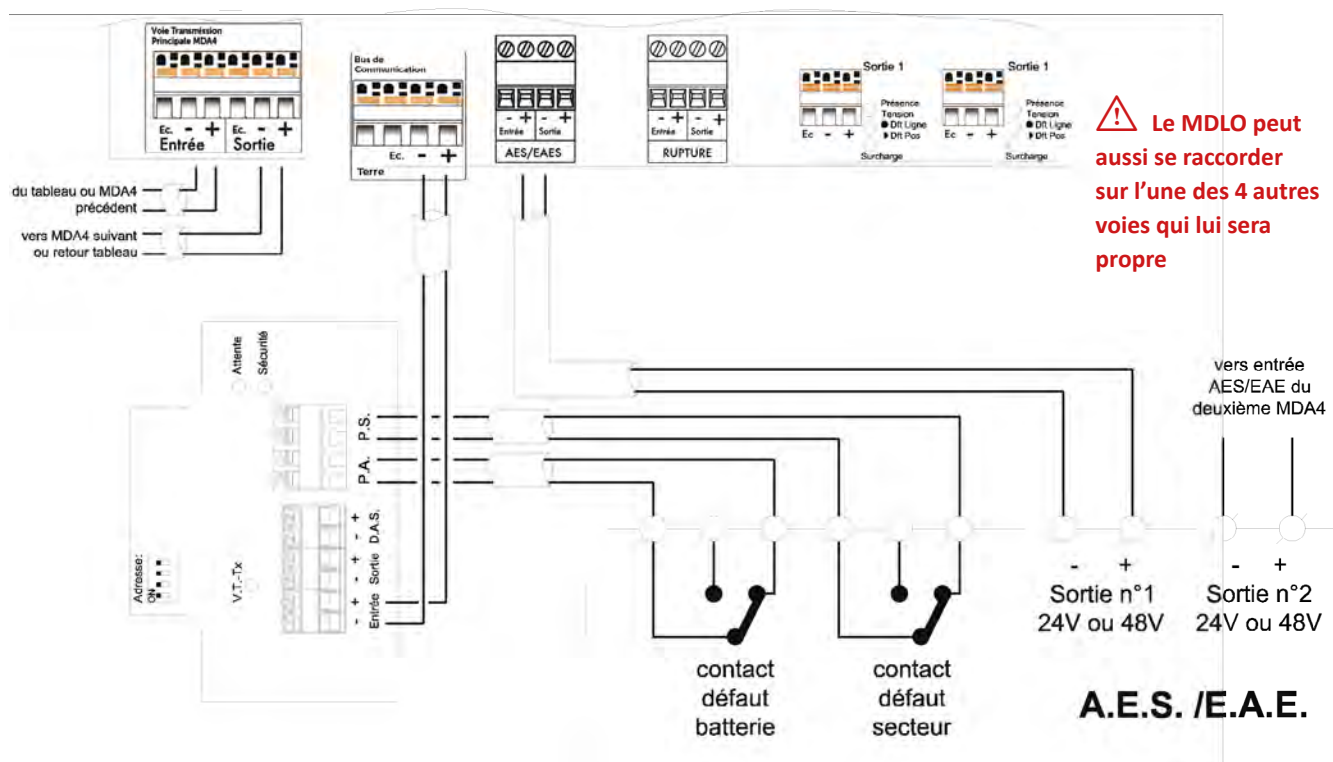 Voie Transmission
Principale MDA4
Ec. - + Ec. - +
Entrée Sortie
Bus de
Communication
Ec. - +
Terre
- + - +
Entrée Sortie
AES/EAES
- + - +
Entrée Sortie
RUPTURE
Sortie 1
Présence
Tension
Dft Ligne
Dft Pos
Ec - +
Surcharge
Sortie 1
Présence
Tension
Dft Ligne
Dft Pos
Ec - +
Surcharge
⚠ Le MDLO peut
aussi se raccorder
sur l’une des 4 autres
voies qui lui sera
propre
du tableau ou MDA4
précédent
vers MDA4 suivant
ou retour tableau
Attente
Sécurité
P.S.
P.A.
+ - D.A.S.
+ - Sortie
+ - Entrée
V.T.-Tx
Adresse:
ON
vers entrée
AES/EAE du
deuxième MDA4
- +
Sortie n°1
24V ou 48V
- +
Sortie n°2
24V ou 48V
contact
défaut
batterie
contact
défaut
secteur
A.E.S. /E.A.E.